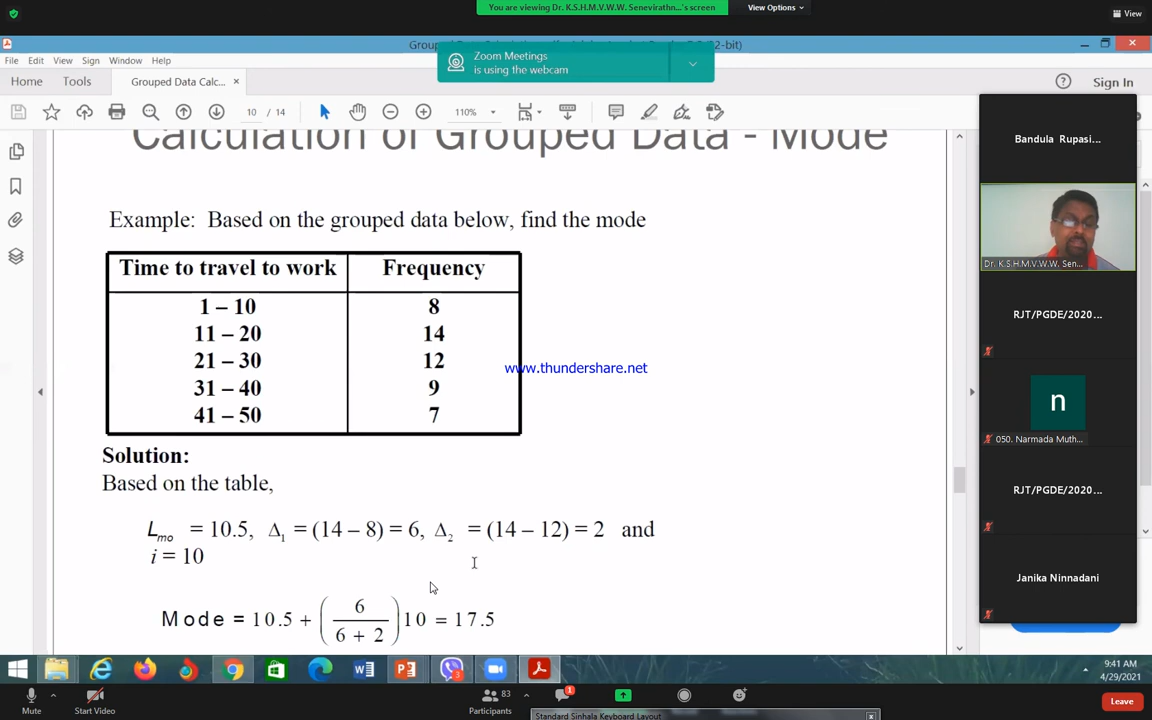 You are viewing Dr. K.S.H.M.V.W.W. Senevirathn...'s screen
View Options
View
Zoom Meetings
is using the webcam
File Edit View Sign Window Help
Home Tools Grouped Data Calc... × Sign In
10 / 14 110%
Calculation of Grouped Data - Mode
Example: Based on the grouped data below, find the mode
Time to travel to work Frequency
1 – 10 8
11 – 20 14
21 – 30 12
31 – 40 9
41 – 50 7
www.thundershare.net
Solution:
Based on the table,
L mo = 10.5, Δ1 = (14 – 8) = 6, Δ2 = (14 – 12) = 2 and
i = 10
Mode = 10.5 + (6 / 6 + 2) 10 = 17.5
Bandula Rupasi...
Dr. K.S.H.M.V.W.W. Sen...
RJT/PGDE/2020...
n
050. Narmada Muth...
RJT/PGDE/2020...
Janika Ninnadani
9:41 AM
4/29/2021
Mute
Start Video
83
Participants
1
Leave
Standard Sinhala Keyboard Layout